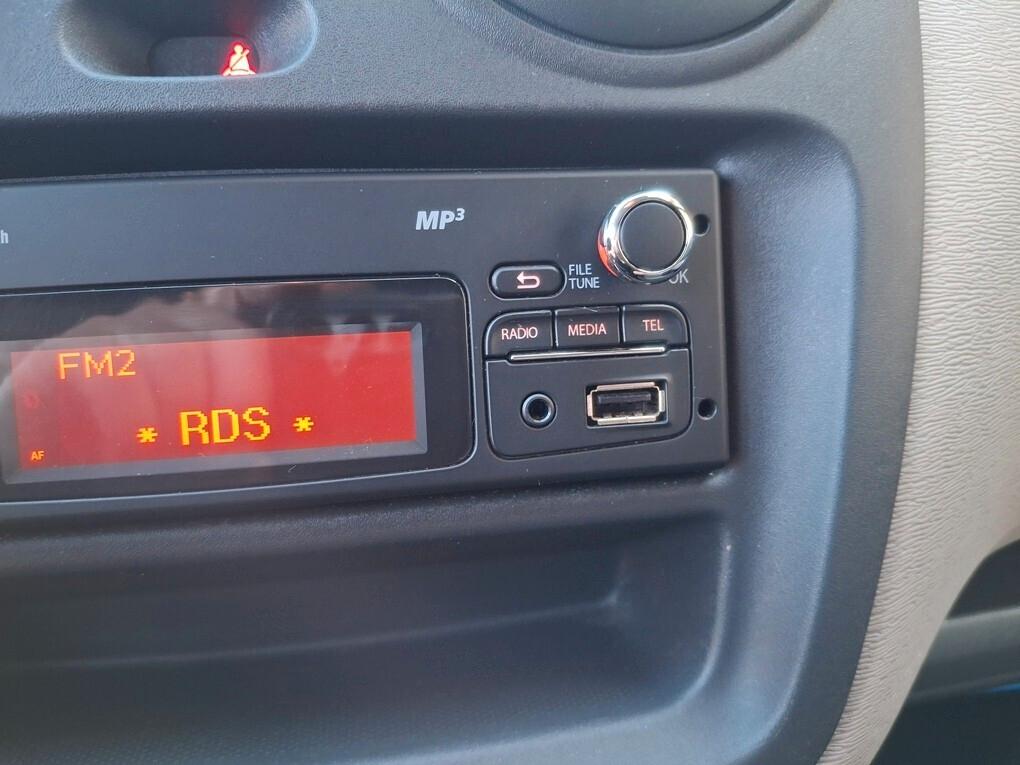 MP3
h
FILE
TUNE
OK
RADIO MEDIA TEL
FM2
* RDS *
AF